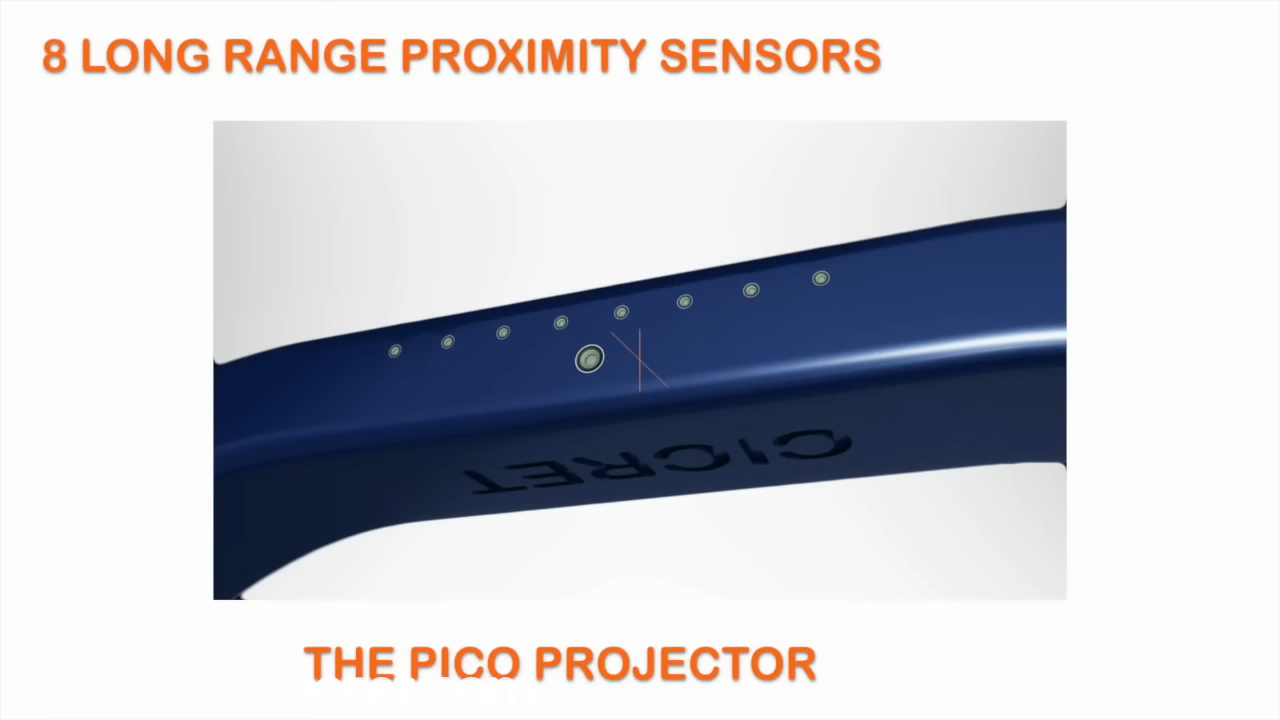 8 LONG RANGE PROXIMITY SENSORS
CICRET
THE PICO PROJECTOR